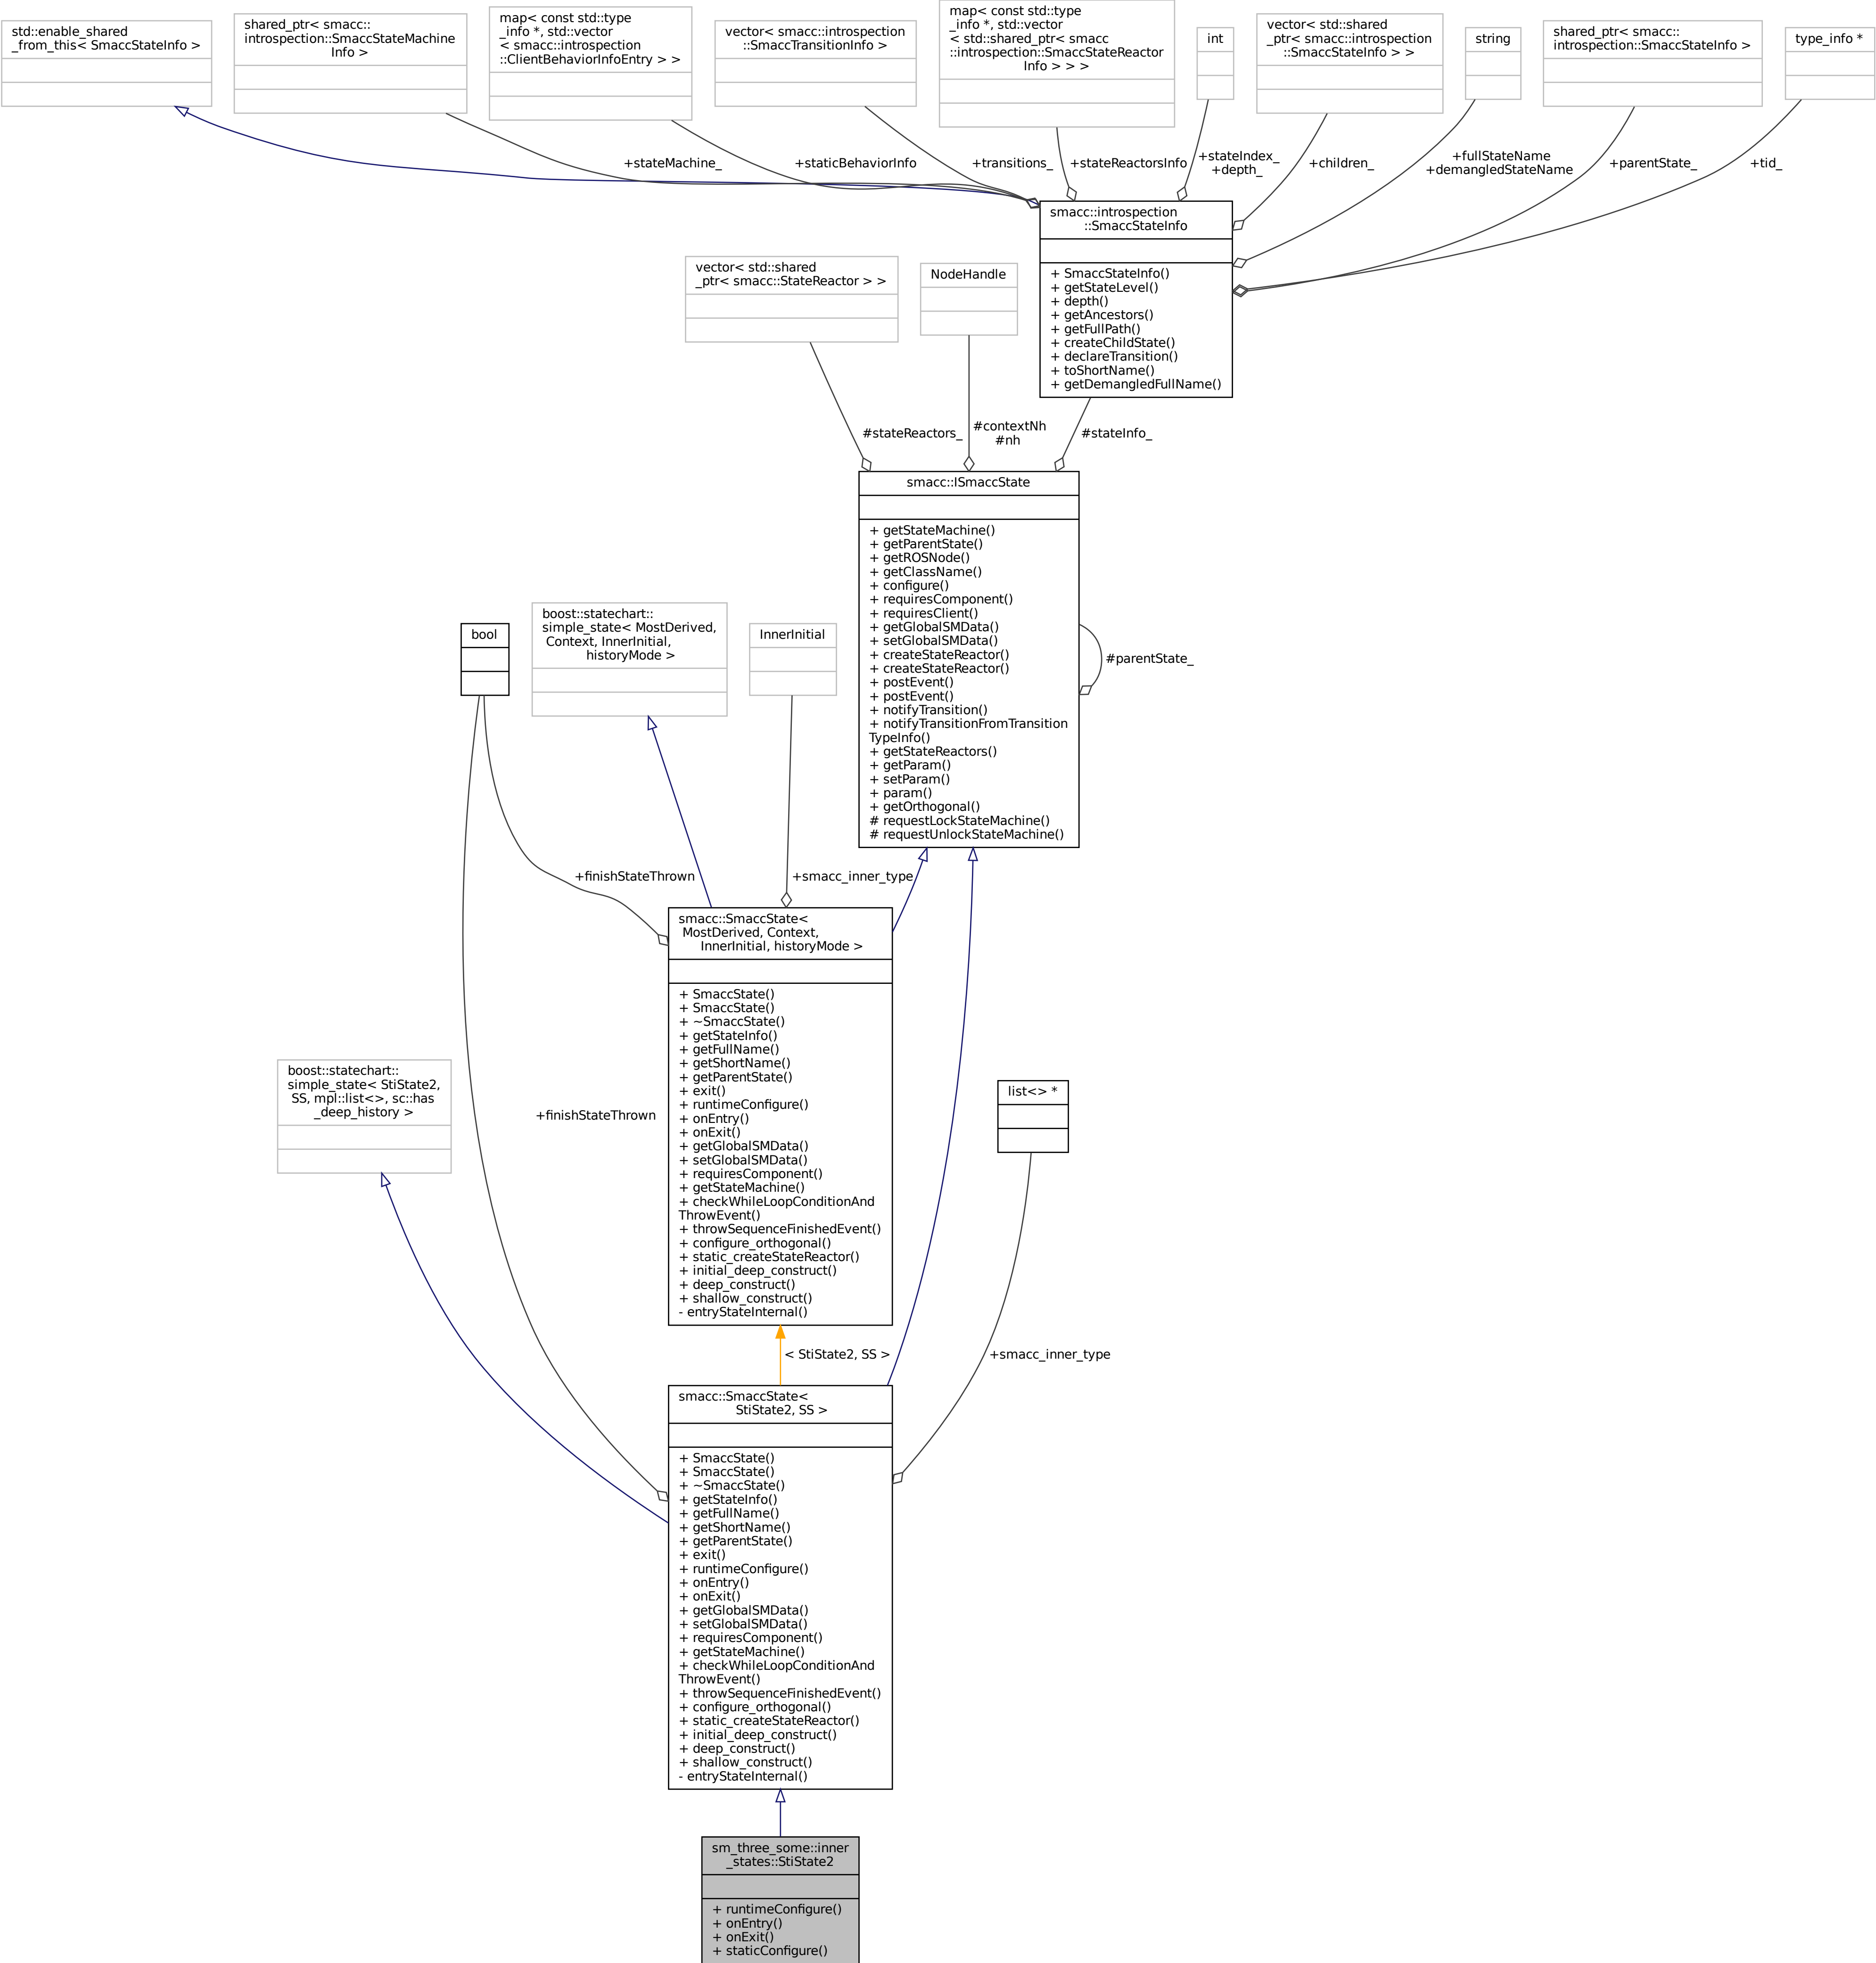 std::enable_shared
_from_this< SmaccStateInfo >
shared_ptr< smacc::
introspection::SmaccStateMachine
Info >
map< const std::type
_info *, std::vector
< smacc::introspection
::ClientBehaviorInfoEntry > >
vector< smacc::introspection
::SmaccTransitionInfo >
map< const std::type
_info *, std::vector
< std::shared_ptr< smacc
::introspection::SmaccStateReactor
Info > > >
int
vector< std::shared
_ptr< smacc::introspection
::SmaccStateInfo > >
string
shared_ptr< smacc::
introspection::SmaccStateInfo >
type_info *
+stateMachine_
+staticBehaviorInfo
+transitions_
+stateReactorsInfo
+stateIndex_
+depth_
+children_
+fullStateName
+demangledStateName
+parentState_
+tid_
smacc::introspection
::SmaccStateInfo
+ SmaccStateInfo()
+ getStateLevel()
+ depth()
+ getAncestors()
+ getFullPath()
+ createChildState()
+ declareTransition()
+ toShortName()
+ getDemangledFullName()
vector< std::shared
_ptr< smacc::StateReactor > >
NodeHandle
#stateReactors_
#contextNh
#nh
#stateInfo_
smacc::ISmaccState
+ getStateMachine()
+ getParentState()
+ getROSNode()
+ getClassName()
+ configure()
+ requiresComponent()
+ requiresClient()
+ getGlobalSMData()
+ setGlobalSMData()
+ createStateReactor()
+ createStateReactor()
+ postEvent()
+ postEvent()
+ notifyTransition()
+ notifyTransitionFromTransition
TypeInfo()
+ getStateReactors()
+ getParam()
+ setParam()
+ param()
+ getOrthogonal()
# requestLockStateMachine()
# requestUnlockStateMachine()
#parentState_
bool
boost::statechart::
simple_state< MostDerived,
Context, InnerInitial,
historyMode >
InnerInitial
+finishStateThrown
+smacc_inner_type
smacc::SmaccState<
MostDerived, Context,
InnerInitial, historyMode >
+ SmaccState()
+ SmaccState()
+ ~SmaccState()
+ getStateInfo()
+ getFullName()
+ getShortName()
+ getParentState()
+ exit()
+ runtimeConfigure()
+ onEntry()
+ onExit()
+ getGlobalSMData()
+ setGlobalSMData()
+ requiresComponent()
+ getStateMachine()
+ checkWhileLoopConditionAnd
ThrowEvent()
+ throwSequenceFinishedEvent()
+ configure_orthogonal()
+ static_createStateReactor()
+ initial_deep_construct()
+ deep_construct()
+ shallow_construct()
- entryStateInternal()
boost::statechart::
simple_state< StiState2,
SS, mpl::list<>, sc::has
_deep_history >
+finishStateThrown
list<> *
< StiState2, SS >
+smacc_inner_type
smacc::SmaccState<
StiState2, SS >
+ SmaccState()
+ SmaccState()
+ ~SmaccState()
+ getStateInfo()
+ getFullName()
+ getShortName()
+ getParentState()
+ exit()
+ runtimeConfigure()
+ onEntry()
+ onExit()
+ getGlobalSMData()
+ setGlobalSMData()
+ requiresComponent()
+ getStateMachine()
+ checkWhileLoopConditionAnd
ThrowEvent()
+ throwSequenceFinishedEvent()
+ configure_orthogonal()
+ static_createStateReactor()
+ initial_deep_construct()
+ deep_construct()
+ shallow_construct()
- entryStateInternal()
sm_three_some::inner
_states::StiState2
+ runtimeConfigure()
+ onEntry()
+ onExit()
+ staticConfigure()